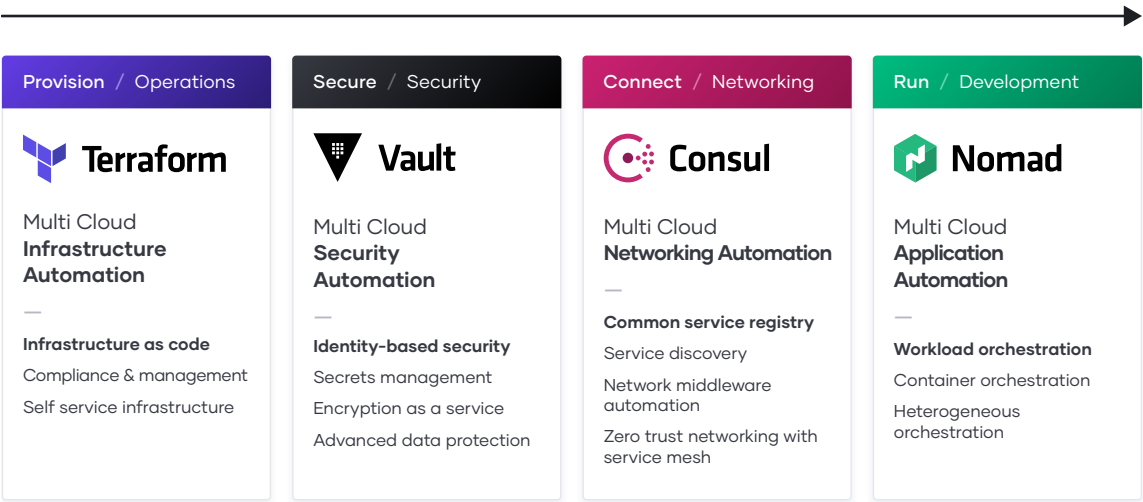 Provision / Operations
Terraform
Multi Cloud
Infrastructure
Automation
—
Infrastructure as code
Compliance & management
Self service infrastructure
Secure / Security
Vault
Multi Cloud
Security
Automation
—
Identity-based security
Secrets management
Encryption as a service
Advanced data protection
Connect / Networking
Consul
Multi Cloud
Networking Automation
—
Common service registry
Service discovery
Network middleware
automation
Zero trust networking with
service mesh
Run / Development
Nomad
Multi Cloud
Application
Automation
—
Workload orchestration
Container orchestration
Heterogeneous
orchestration